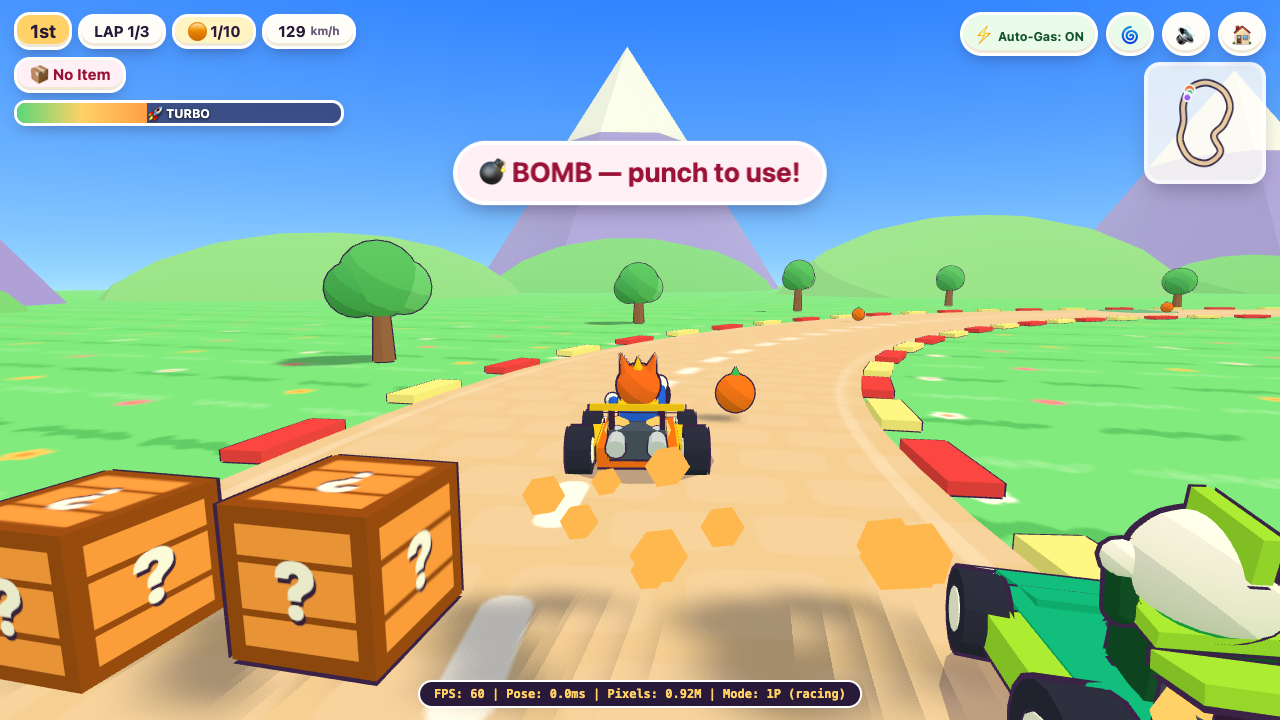 1st
LAP 1/3
1/10
129 km/h
Auto-Gas: ON
No Item
TURBO
BOMB — punch to use!
?
?
?
?
?
?
FPS: 60 | Pose: 0.0ms | Pixels: 0.92M | Mode: 1P (racing)